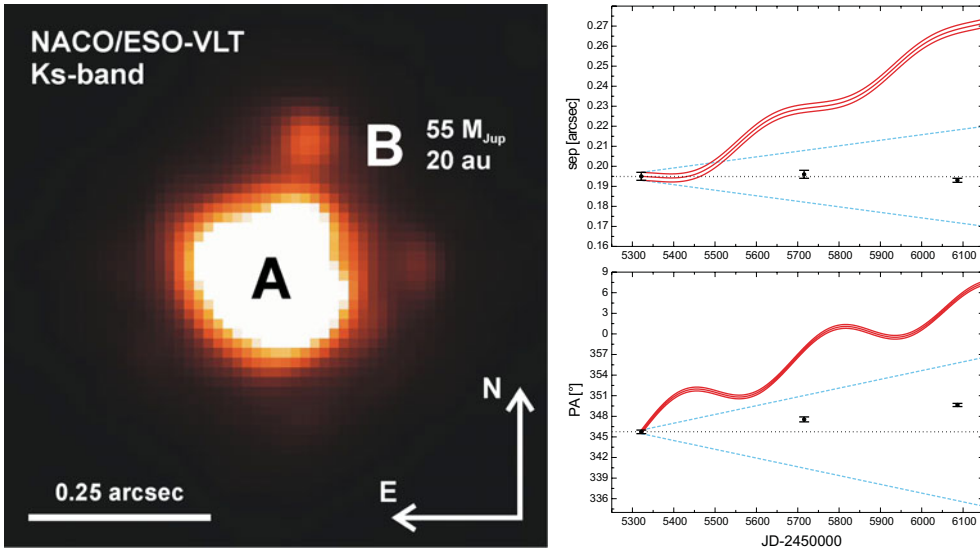 NACO/ESO-VLT
Ks-band
B 55 M_Jup
20 au
A
N
E
0.25 arcsec
sep [arcsec]
0.27
0.26
0.25
0.24
0.23
0.22
0.21
0.20
0.19
0.18
0.17
0.16
5300 5400 5500 5600 5700 5800 5900 6000 6100
PA [°]
9
6
3
0
357
354
351
348
345
342
339
336
5300 5400 5500 5600 5700 5800 5900 6000 6100
JD-2450000